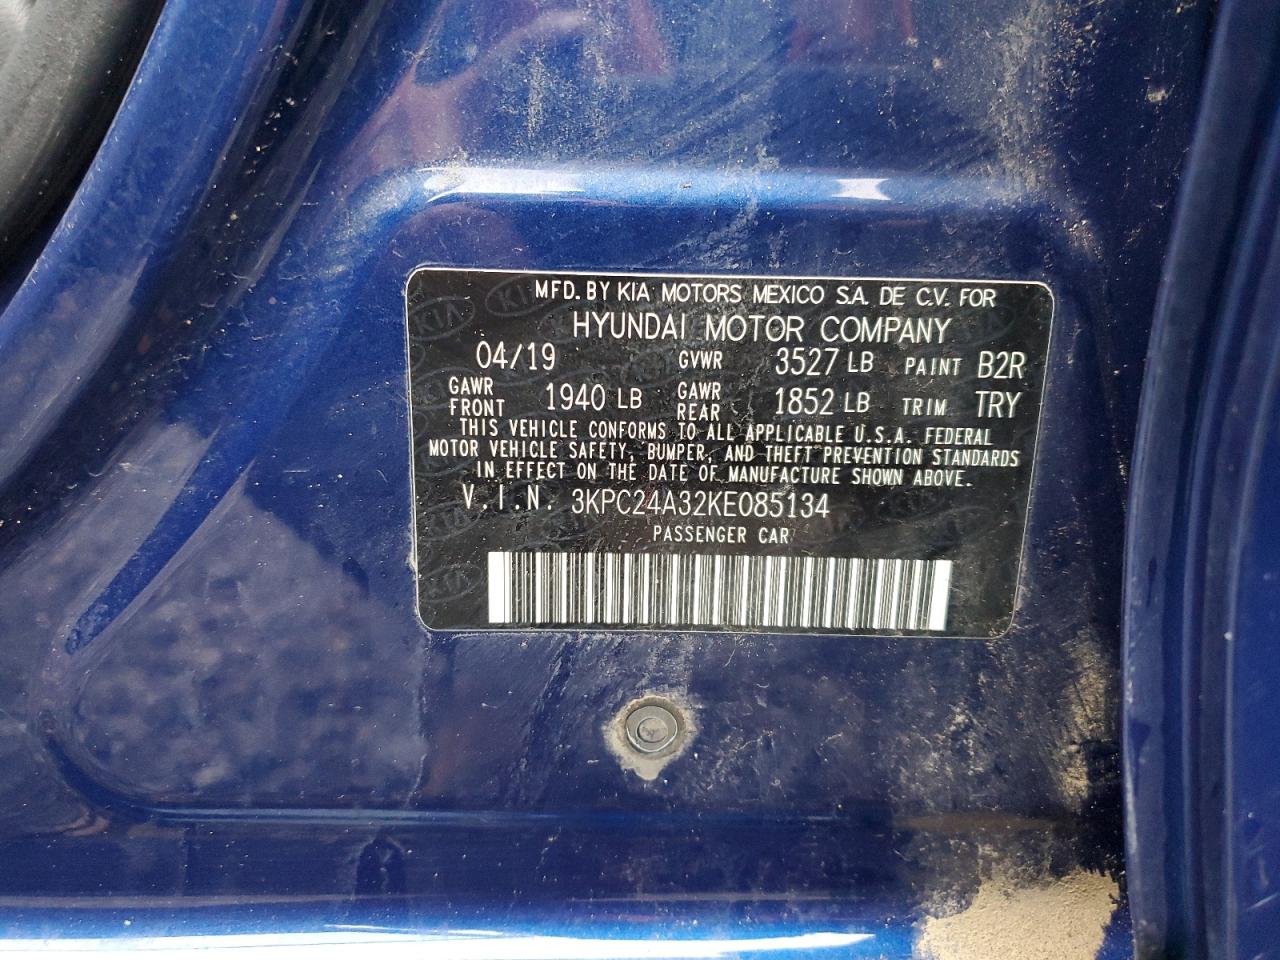 MFD. BY KIA MOTORS MEXICO S.A. DE C.V. FOR
HYUNDAI MOTOR COMPANY
04/19 GVWR 3527 LB PAINT B2R
GAWR FRONT 1940 LB GAWR REAR 1852 LB TRIM TRY
THIS VEHICLE CONFORMS TO ALL APPLICABLE U.S.A. FEDERAL
MOTOR VEHICLE SAFETY, BUMPER, AND THEFT PREVENTION STANDARDS
IN EFFECT ON THE DATE OF MANUFACTURE SHOWN ABOVE.
V.I.N. 3KPC24A32KE085134
PASSENGER CAR